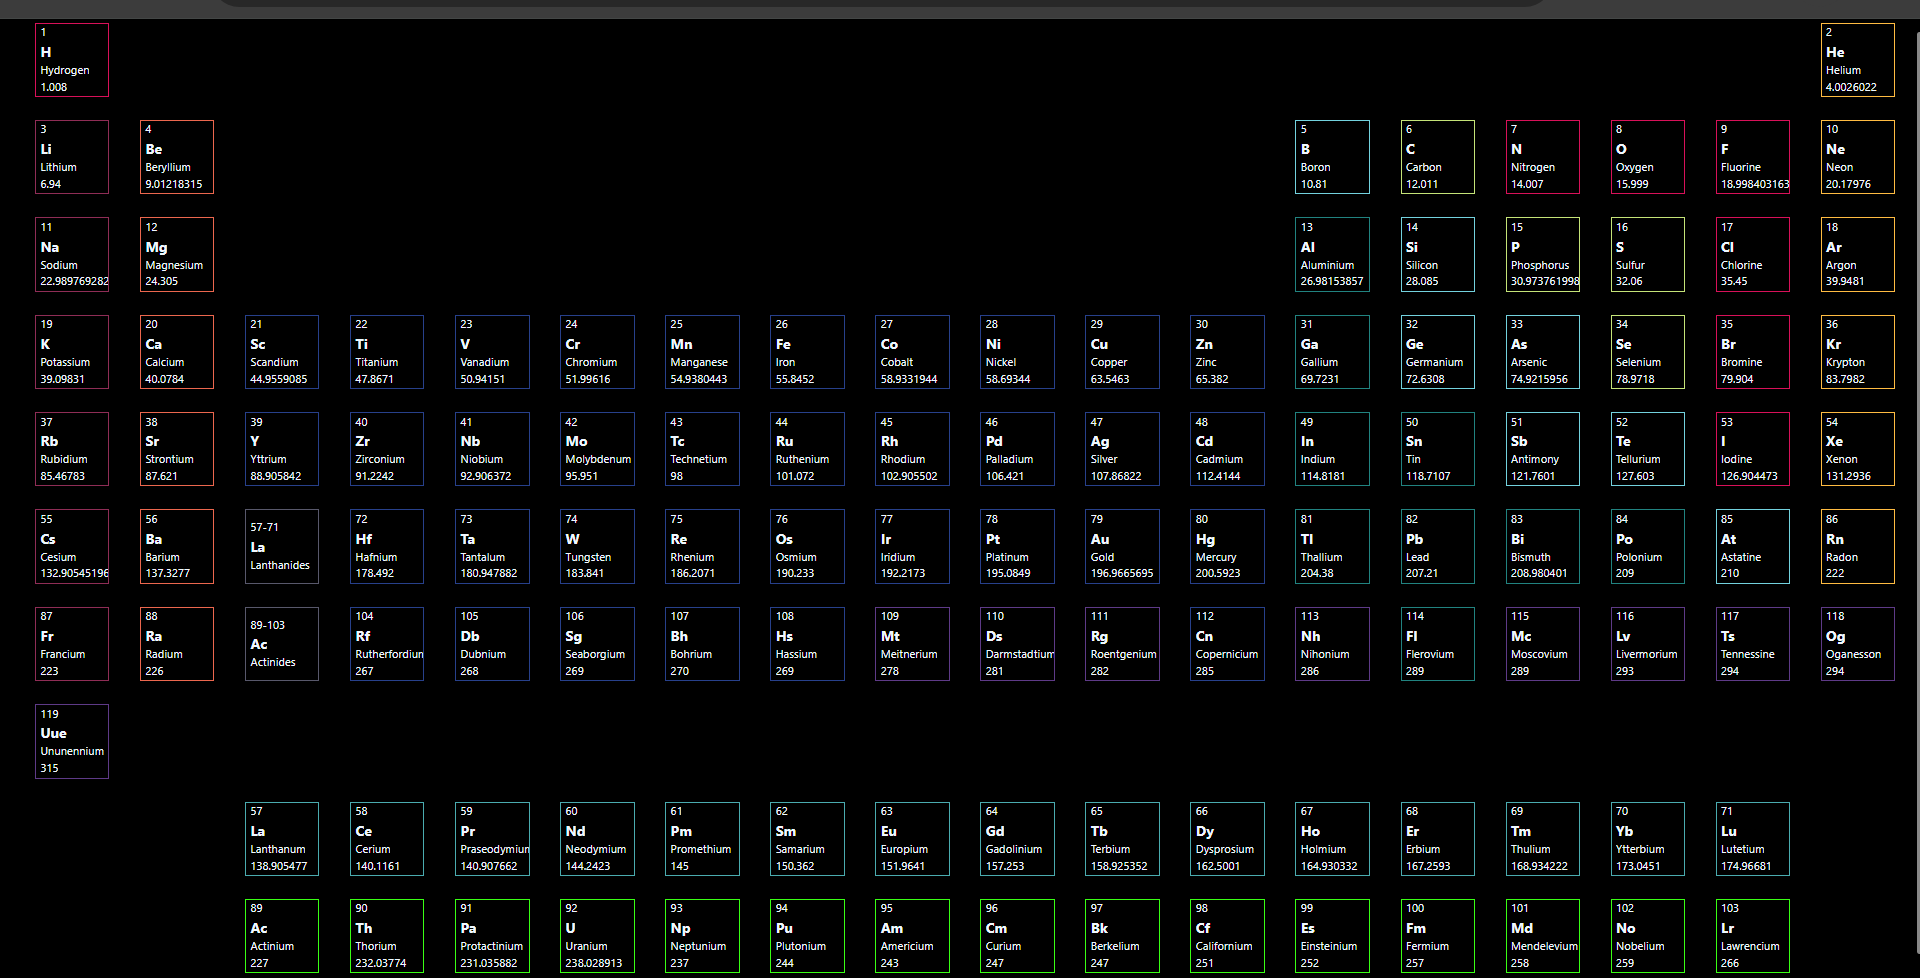 1
H
Hydrogen
1.008
2
He
Helium
4.0026022
3
Li
Lithium
6.94
4
Be
Beryllium
9.01218315
5
B
Boron
10.81
6
C
Carbon
12.011
7
N
Nitrogen
14.007
8
O
Oxygen
15.999
9
F
Fluorine
18.998403163
10
Ne
Neon
20.17976
11
Na
Sodium
22.989769282
12
Mg
Magnesium
24.305
13
Al
Aluminium
26.98153857
14
Si
Silicon
28.085
15
P
Phosphorus
30.973761998
16
S
Sulfur
32.06
17
Cl
Chlorine
35.45
18
Ar
Argon
39.9481
19
K
Potassium
39.09831
20
Ca
Calcium
40.0784
21
Sc
Scandium
44.9559085
22
Ti
Titanium
47.8671
23
V
Vanadium
50.94151
24
Cr
Chromium
51.99616
25
Mn
Manganese
54.9380443
26
Fe
Iron
55.8452
27
Co
Cobalt
58.9331944
28
Ni
Nickel
58.69344
29
Cu
Copper
63.5463
30
Zn
Zinc
65.382
31
Ga
Gallium
69.7231
32
Ge
Germanium
72.6308
33
As
Arsenic
74.9215956
34
Se
Selenium
78.9718
35
Br
Bromine
79.904
36
Kr
Krypton
83.7982
37
Rb
Rubidium
85.46783
38
Sr
Strontium
87.621
39
Y
Yttrium
88.905842
40
Zr
Zirconium
91.2242
41
Nb
Niobium
92.906372
42
Mo
Molybdenum
95.951
43
Tc
Technetium
98
44
Ru
Ruthenium
101.072
45
Rh
Rhodium
102.905502
46
Pd
Palladium
106.421
47
Ag
Silver
107.86822
48
Cd
Cadmium
112.4144
49
In
Indium
114.8181
50
Sn
Tin
118.7107
51
Sb
Antimony
121.7601
52
Te
Tellurium
127.603
53
I
Iodine
126.904473
54
Xe
Xenon
131.2936
55
Cs
Cesium
132.90545196
56
Ba
Barium
137.3277
57-71
La
Lanthanides
72
Hf
Hafnium
178.492
73
Ta
Tantalum
180.947882
74
W
Tungsten
183.841
75
Re
Rhenium
186.2071
76
Os
Osmium
190.233
77
Ir
Iridium
192.2173
78
Pt
Platinum
195.0849
79
Au
Gold
196.9665695
80
Hg
Mercury
200.5923
81
Tl
Thallium
204.38
82
Pb
Lead
207.21
83
Bi
Bismuth
208.980401
84
Po
Polonium
209
85
At
Astatine
210
86
Rn
Radon
222
87
Fr
Francium
223
88
Ra
Radium
226
89-103
Ac
Actinides
104
Rf
Rutherfordium
267
105
Db
Dubnium
268
106
Sg
Seaborgium
269
107
Bh
Bohrium
270
108
Hs
Hassium
269
109
Mt
Meitnerium
278
110
Ds
Darmstadtium
281
111
Rg
Roentgenium
282
112
Cn
Copernicium
285
113
Nh
Nihonium
286
114
Fl
Flerovium
289
115
Mc
Moscovium
289
116
Lv
Livermorium
293
117
Ts
Tennessine
294
118
Og
Oganesson
294
119
Uue
Ununennium
315
57
La
Lanthanum
138.905477
58
Ce
Cerium
140.1161
59
Pr
Praseodymium
140.907662
60
Nd
Neodymium
144.2423
61
Pm
Promethium
145
62
Sm
Samarium
150.362
63
Eu
Europium
151.9641
64
Gd
Gadolinium
157.253
65
Tb
Terbium
158.925352
66
Dy
Dysprosium
162.5001
67
Ho
Holmium
164.930332
68
Er
Erbium
167.2593
69
Tm
Thulium
168.934222
70
Yb
Ytterbium
173.0451
71
Lu
Lutetium
174.96681
89
Ac
Actinium
227
90
Th
Thorium
232.03774
91
Pa
Protactinium
231.035882
92
U
Uranium
238.028913
93
Np
Neptunium
237
94
Pu
Plutonium
244
95
Am
Americium
243
96
Cm
Curium
247
97
Bk
Berkelium
247
98
Cf
Californium
251
99
Es
Einsteinium
252
100
Fm
Fermium
257
101
Md
Mendelevium
258
102
No
Nobelium
259
103
Lr
Lawrencium
266